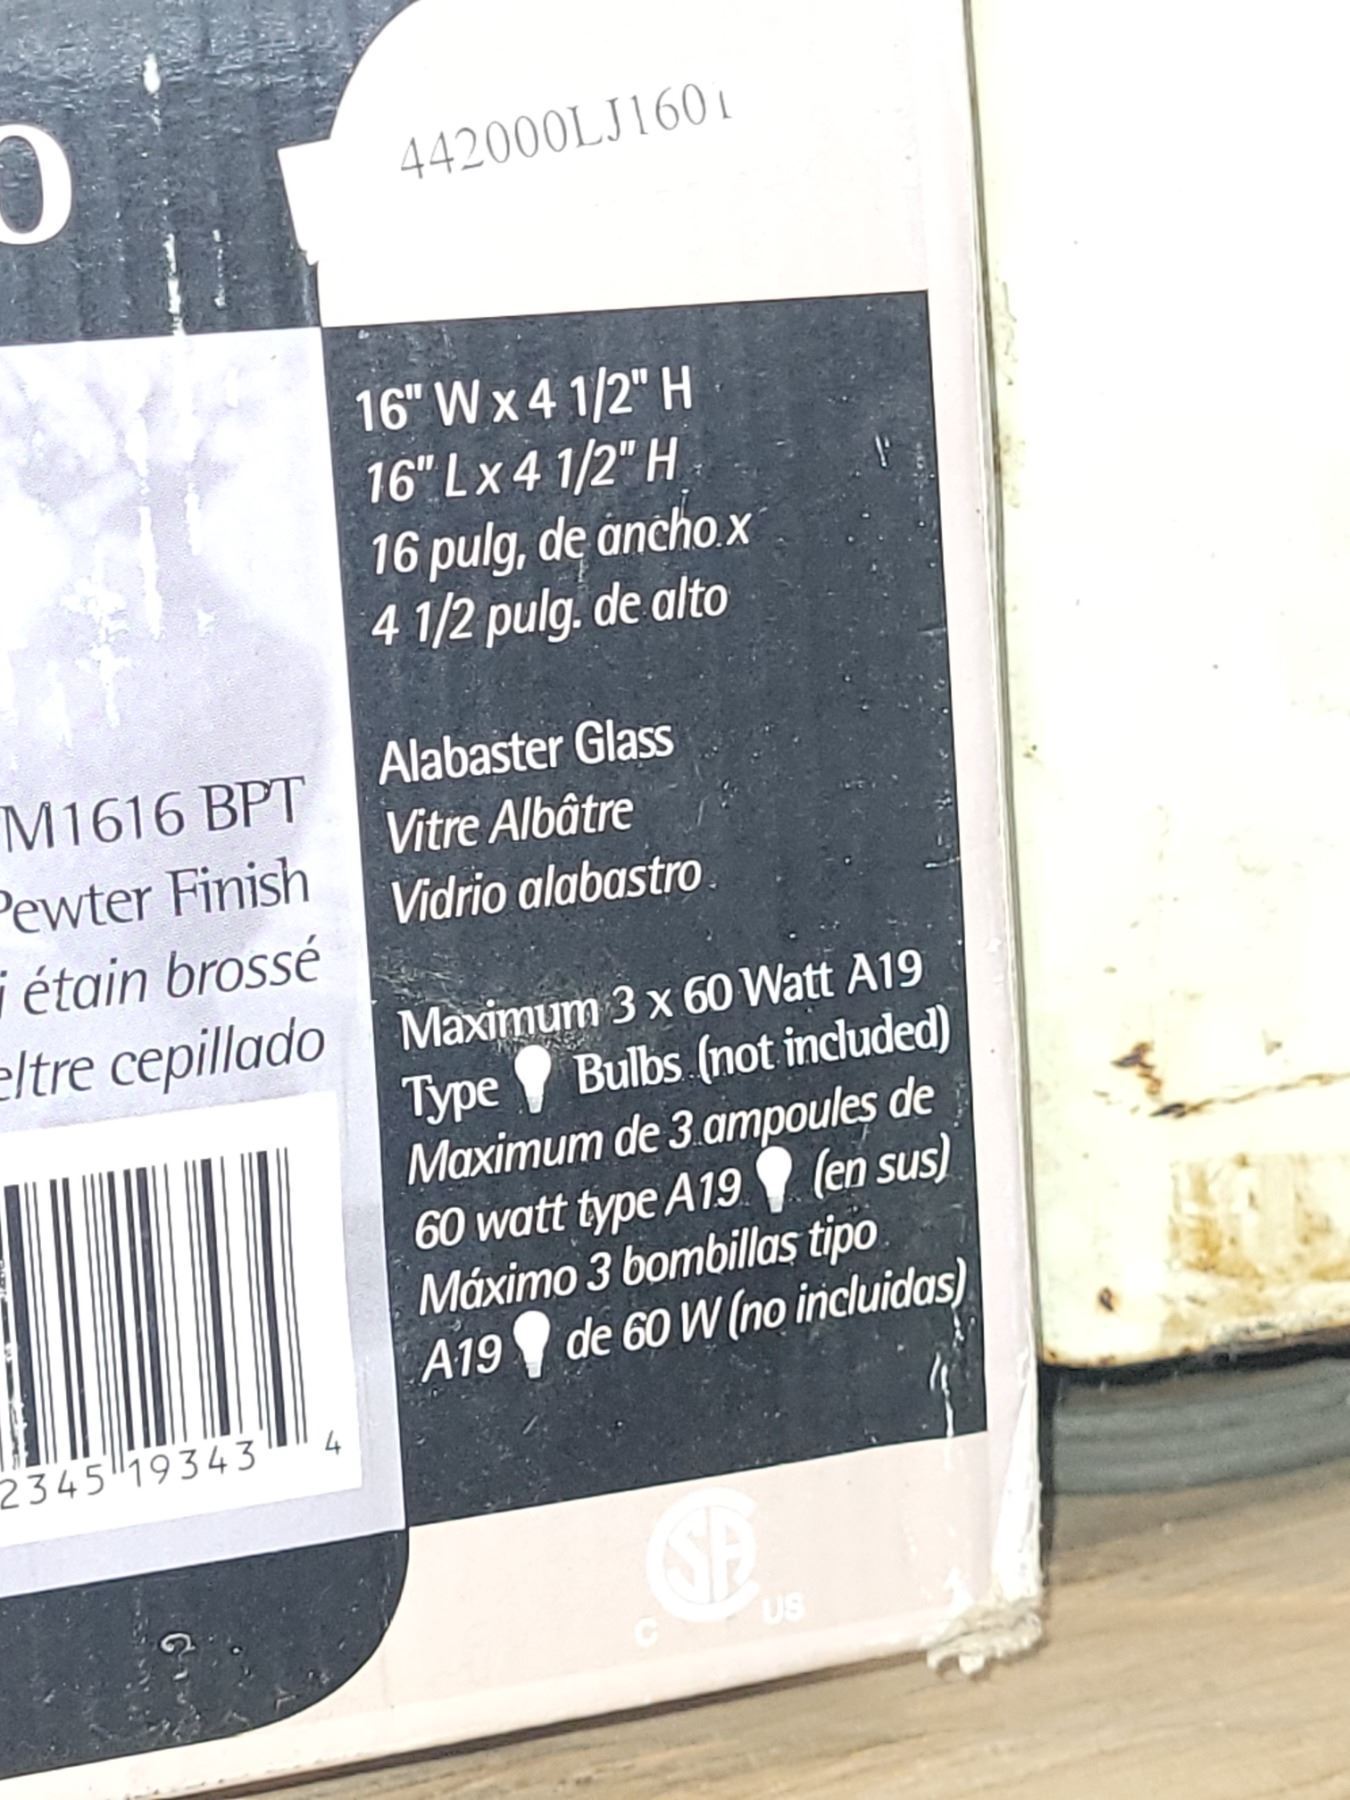 442000LJ1601
16" W x 4 1/2" H
16" L x 4 1/2" H
16 pulg, de ancho x
4 1/2 pulg. de alto
Alabaster Glass
Vitre Albâtre
Vidrio alabastro
M1616 BPT
Pewter Finish
étain brossé
eltre cepillado
Maximum 3 x 60 Watt A19
Type Bulbs (not included)
Maximum de 3 ampoules de
60 watt type A19 (en sus)
Máximo 3 bombillas tipo
A19 de 60 W (no incluidas)
2345 19343 4
C SA US